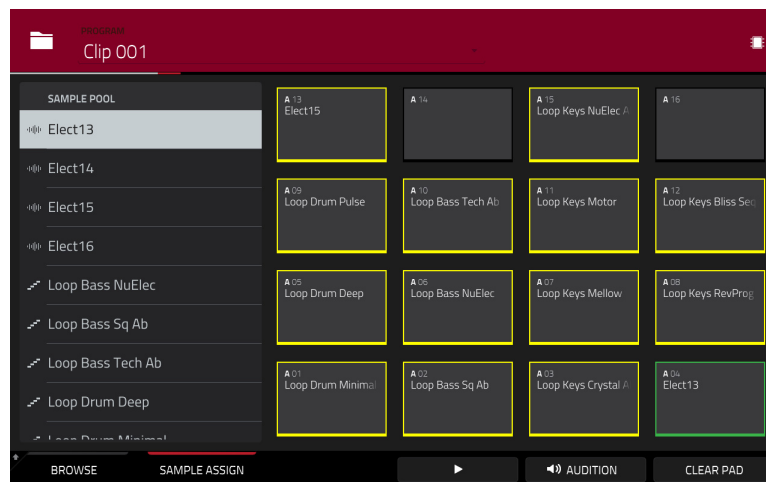 PROGRAM
Clip 001
SAMPLE POOL
Elect13
Elect14
Elect15
Elect16
Loop Bass NuElec
Loop Bass Sq Ab
Loop Bass Tech Ab
Loop Drum Deep
Loop Drum Minimal
A 13
Elect15
A 14
A 15
Loop Keys NuElec A
A 16
A 09
Loop Drum Pulse
A 10
Loop Bass Tech Ab
A 11
Loop Keys Motor
A 12
Loop Keys Bliss Seq
A 05
Loop Drum Deep
A 06
Loop Bass NuElec
A 07
Loop Keys Mellow
A 08
Loop Keys RevProg
A 01
Loop Drum Minimal
A 02
Loop Bass Sq Ab
A 03
Loop Keys Crystal A
A 04
Elect13
BROWSE
SAMPLE ASSIGN
AUDITION
CLEAR PAD